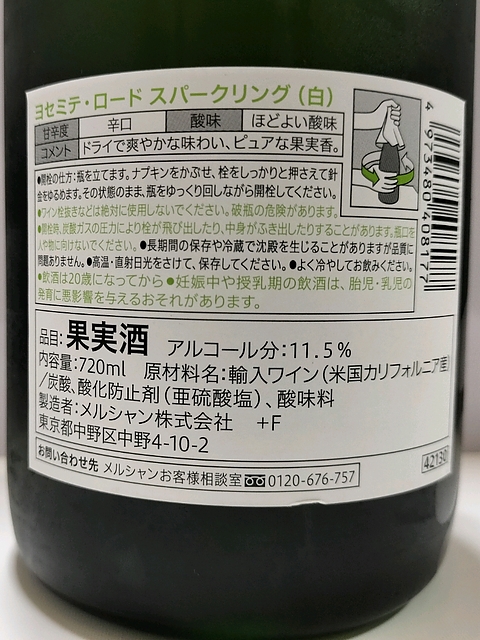 ヨセミテ・ロード スパークリング(白)
甘辛度 辛口 酸味 ほどよい酸味
コメント ドライで爽やかな味わい、ピュアな果実香。
●開栓の仕方:瓶を立てます。ナプキンをかぶせ、栓をしっかりと押さえて針
金をゆるめます。その状態のまま、瓶をゆっくり回しながら開栓してください。
●ワイン栓抜きなどは絶対に使用しないでください。破瓶の危険があります。
●開栓時、炭酸ガスの圧力により栓が飛び出したり、中身がふき出したりすることがあります。瓶口を
人や物に向けないでください。●長期間の保存や冷蔵で沈殿を生じることがありますが品質に
問題ありません。●高温・直射日光をさけて、保存してください。●よく冷やしてお飲みください。
●飲酒は20歳になってから ●妊娠中や授乳期の飲酒は、胎児・乳児の
発育に悪影響を与えるおそれがあります。
4 973480 408177
品目:果実酒 アルコール分:11.5%
内容量:720ml 原材料名:輸入ワイン(米国カリフォルニア産)
/炭酸、酸化防止剤(亜硫酸塩)、酸味料
製造者:メルシャン株式会社 +F
東京都中野区中野4-10-2
お問い合わせ先 メルシャンお客様相談室 0120-676-757
42130